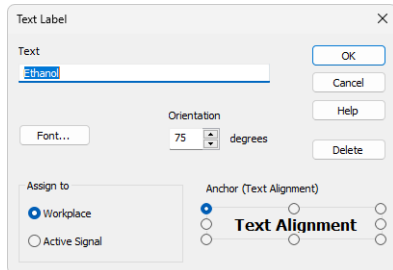 Text Label
Text
Ethanol
OK
Cancel
Help
Delete
Font...
Orientation
75 degrees
Assign to
Workplace
Active Signal
Anchor (Text Alignment)
Text Alignment